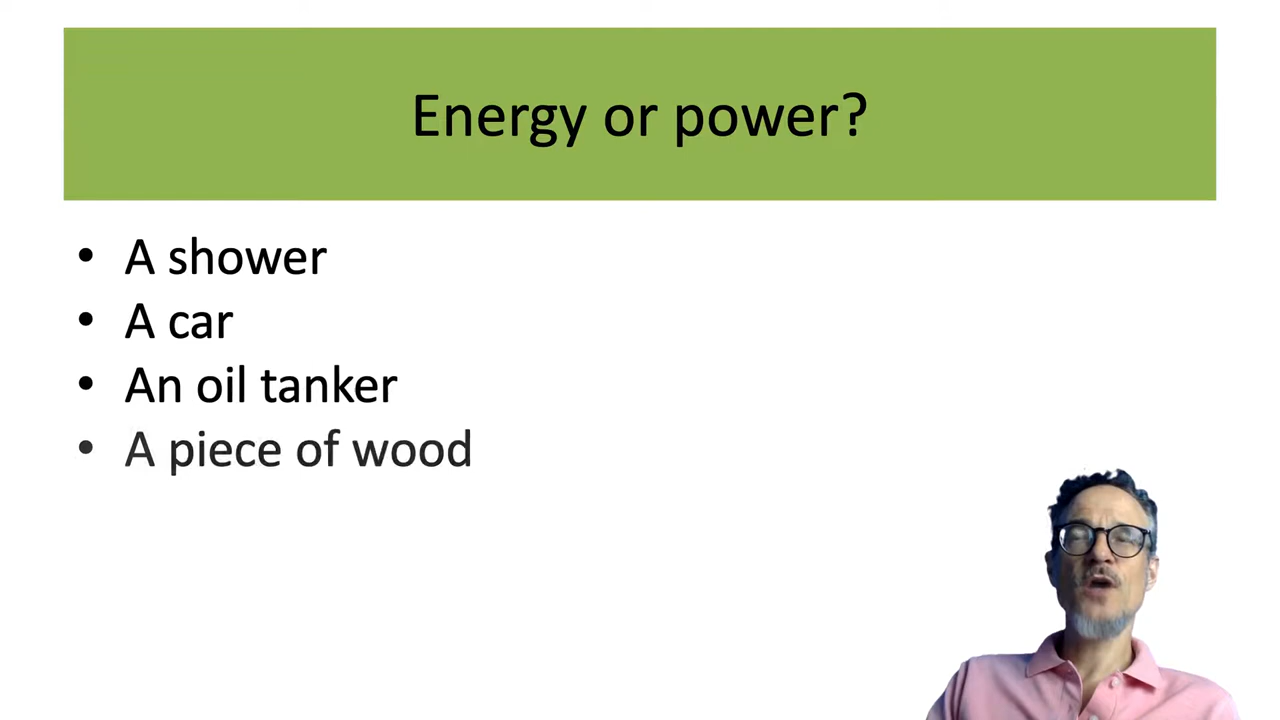 Energy or power?
• A shower
• A car
• An oil tanker
• A piece of wood